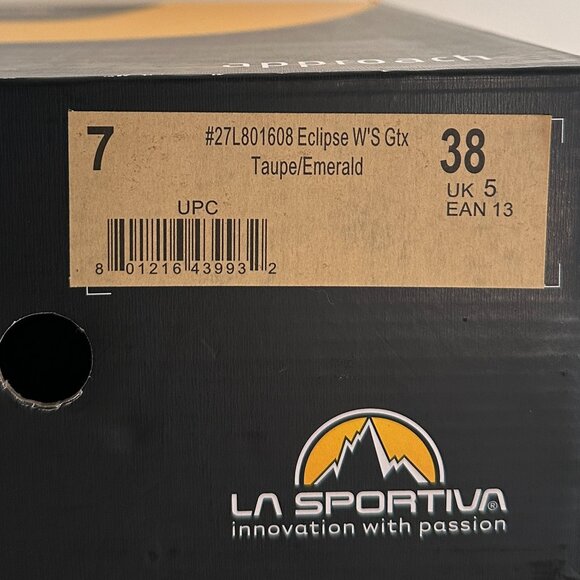 approach
7
#27L801608 Eclipse W'S Gtx
Taupe/Emerald
38
UK 5
EAN 13
UPC
8 01216 43993 2
LA SPORTIVA®
innovation with passion